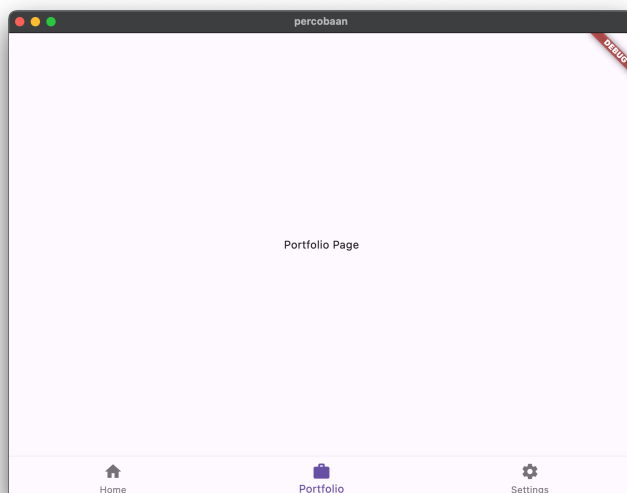 percobaan
DEBUG
Portfolio Page
Home
Portfolio
Settings